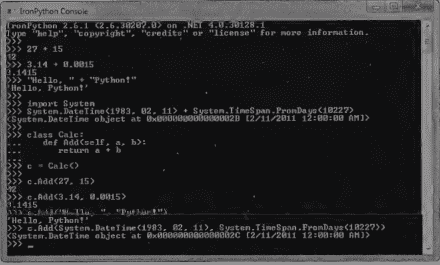 IronPython Console
IronPython 2.6.1 (2.6.30207.0) on .NET 4.0.30128.1
Type "help", "copyright", "credits" or "license" for more information.
>>>
>>> 27 + 15
42
>>> 3.14 + 0.0015
3.1415
>>> "Hello, " + "Python!"
'Hello, Python!'
>>>
>>> import System
>>> System.DateTime(1983, 02, 11) + System.TimeSpan.FromDays(10227)
<System.DateTime object at 0x000000000000002B [2/11/2011 12:00:00 AM]>
>>>
>>> class Calc:
...     def Add(self, a, b):
...         return a + b
...
>>> c = Calc()
>>>
>>> c.Add(27, 15)
42
>>> c.Add(3.14, 0.0015)
3.1415
>>> c.Add("Hello, ", "Python!")
'Hello, Python!'
>>> c.Add(System.DateTime(1983, 02, 11), System.TimeSpan.FromDays(10227))
<System.DateTime object at 0x000000000000002C [2/11/2011 12:00:00 AM]>
>>>